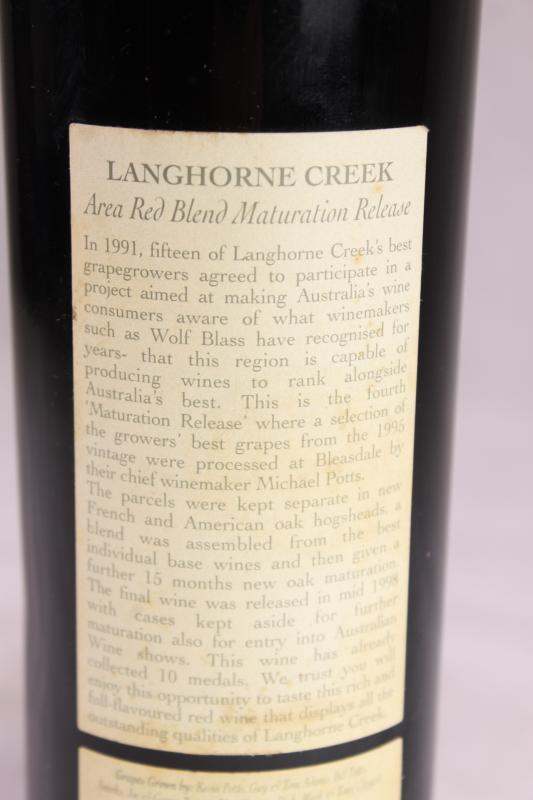 LANGHORNE CREEK
Area Red Blend Maturation Release
In 1991, fifteen of Langhorne Creek's best
grapegrowers agreed to participate in a
project aimed at making Australia's wine
consumers aware of what winemakers
such as Wolf Blass have recognised for
years- that this region is capable of
producing wines to rank alongside
Australia's best. This is the fourth
'Maturation Release' where a selection of
the growers' best grapes from the 1995
vintage were processed at Bleasdale by
their chief winemaker Michael Potts.
The parcels were kept separate in new
French and American oak hogsheads, a
blend was assembled from the best
individual base wines and then given a
further 15 months new oak maturation.
The final wine was released in mid 1998
with cases kept aside for further
maturation also for entry into Australian
Wine shows. This wine has already
collected 10 medals. We trust you will
enjoy this opportunity to taste this rich and
full-flavoured red wine that displays all the
outstanding qualities of Langhorne Creek.
Grapes Grown by: Kevin Potts, Guy & Tom Adams, Bill Potts,